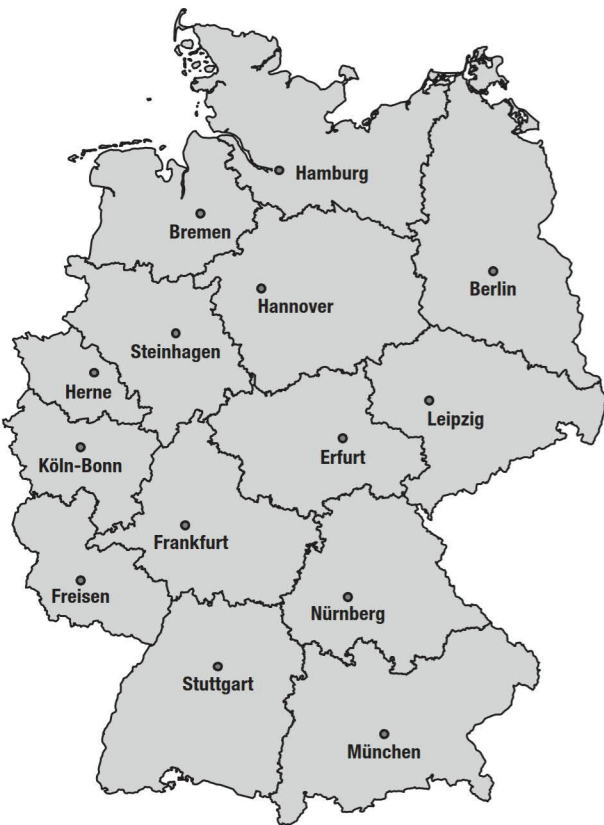 Hamburg
Bremen
Berlin
Hannover
Steinhagen
Herne
Leipzig
Erfurt
Köln-Bonn
Frankfurt
Freisen
Nürnberg
Stuttgart
München